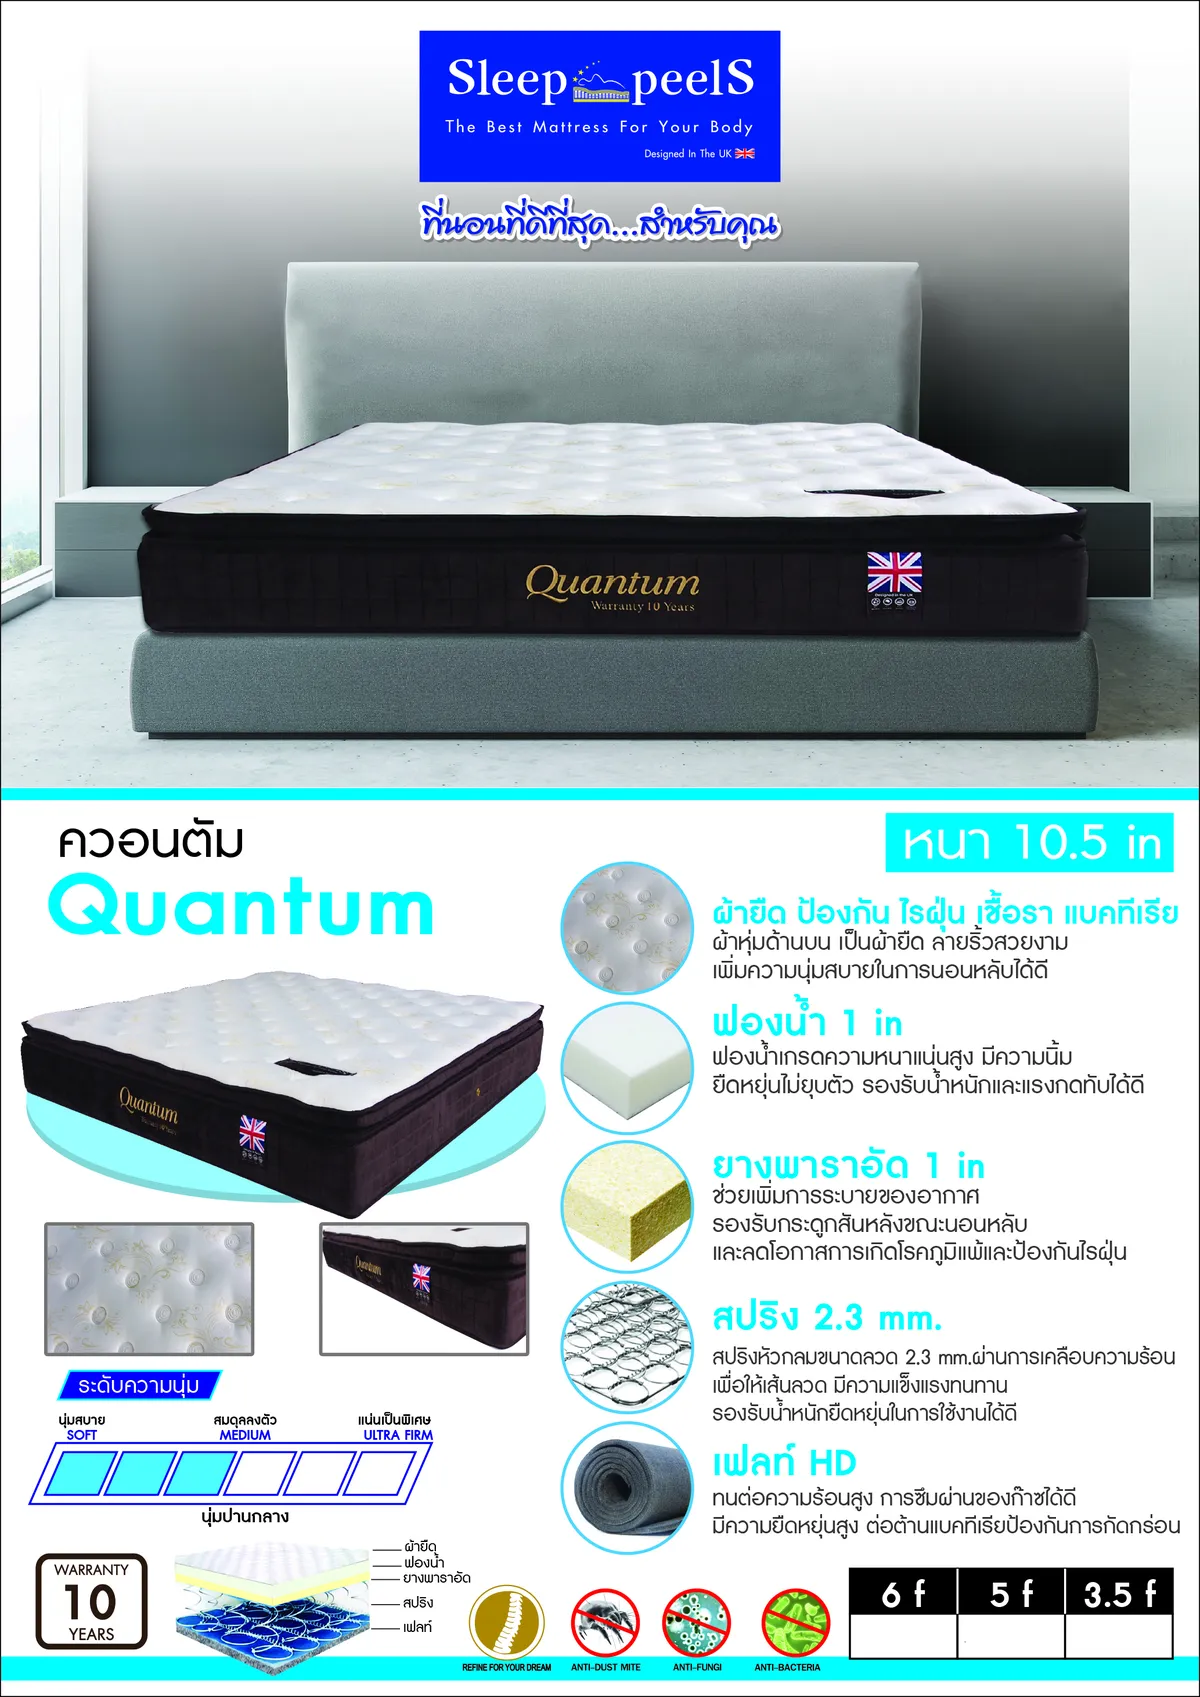 Sleep peelS
The Best Mattress For Your Body
Designed In The UK
ที่นอนที่ดีที่สุด...สำหรับคุณ
Quantum
Warranty 10 Years
Designed in the UK
ควอนตัม
Quantum
หนา 10.5 in
ผ้ายืด ป้องกัน ไรฝุ่น เชื้อรา แบคทีเรีย
ผ้าหุ่มด้านบน เป็นผ้ายืด ลายริ้วสวยงาม
เพิ่มความนุ่มสบายในการนอนหลับได้ดี
ฟองน้ำ 1 in
ฟองน้ำเกรดความหนาแน่นสูง มีความนิ้ม
ยืดหยุ่นไม่ยุบตัว รองรับน้ำหนักและแรงกดทับได้ดี
ยางพาราอัด 1 in
ช่วยเพิ่มการระบายของอากาศ
รองรับกระดูกสันหลังขณะนอนหลับ
และลดโอกาสการเกิดโรคภูมิแพ้และป้องกันไรฝุ่น
สปริง 2.3 mm.
สปริงหัวกลมขนาดลวด 2.3 mm.ผ่านการเคลือบความร้อน
เพื่อให้เส้นลวด มีความแข็งแรงทนทาน
รองรับน้ำหนักยืดหยุ่นในการใช้งานได้ดี
เฟลท์ HD
ทนต่อความร้อนสูง การซึมผ่านของก๊าซได้ดี
มีความยืดหยุ่นสูง ต่อต้านแบคทีเรียป้องกันการกัดกร่อน
Quantum
Quantum
ระดับความนุ่ม
นุ่มสบาย สมดุลลงตัว แน่นเป็นพิเศษ
SOFT MEDIUM ULTRA FIRM
นุ่มปานกลาง
WARRANTY
10
YEARS
ผ้ายืด
ฟองน้ำ
ยางพาราอัด
สปริง
เฟลท์
REFINE FOR YOUR DREAM
ANTI-DUST MITE
ANTI-FUNGI
ANTI-BACTERIA
6 f 5 f 3.5 f